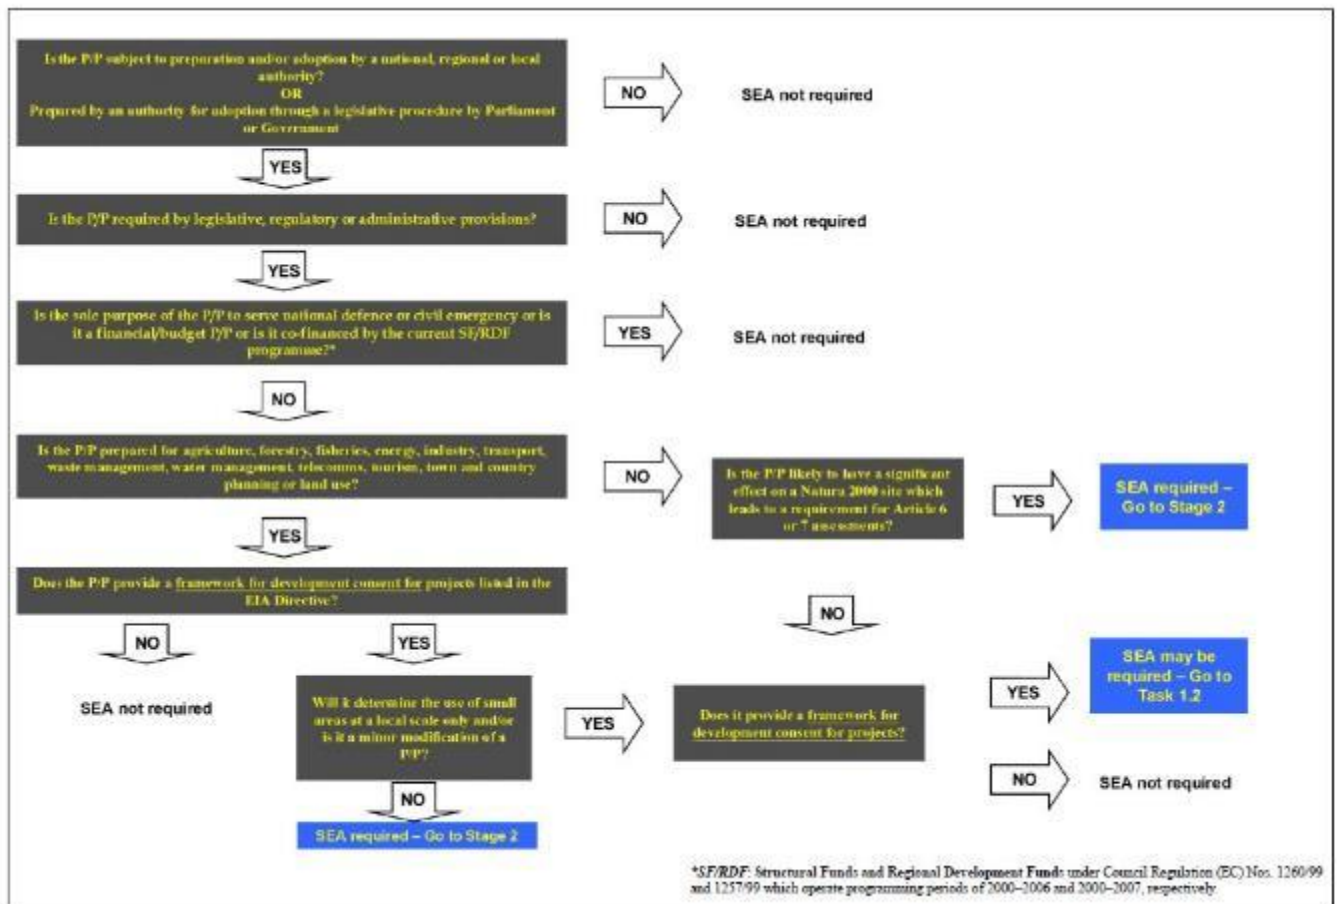 Is the P/P subject to preparation and/or adoption by a national, regional or local
authority?
OR
Prepared by an authority for adoption through a legislative procedure by Parliament
or Government
NO
SEA not required
YES
Is the P/P required by legislative, regulatory or administrative provisions?
NO
SEA not required
YES
Is the sole purpose of the P/P to serve national defence or civil emergency or is
it a financial/budget P/P or is it co-financed by the current SF/RDF
programme?*
YES
SEA not required
NO
Is the P/P prepared for agriculture, forestry, fisheries, energy, industry, transport,
waste management, water management, telecomms, tourism, town and country
planning or land use?
NO
Is the P/P likely to have a significant
effect on a Natura 2000 site which
leads to a requirement for Article 6
or 7 assessments?
YES
SEA required –
Go to Stage 2
YES
Does the P/P provide a framework for development consent for projects listed in the
EIA Directive?
NO
NO
YES
SEA not required
Will it determine the use of small
areas at a local scale only and/or
is it a minor modification of a
P/P?
YES
Does it provide a framework for
development consent for projects?
YES
SEA may be
required – Go to
Task 1.2
NO
SEA not required
NO
SEA required – Go to Stage 2
*SF/RDF: Structural Funds and Regional Development Funds under Council Regulation (EC) Nos. 1260/99
and 1257/99 which operate programming periods of 2000–2006 and 2000–2007, respectively.